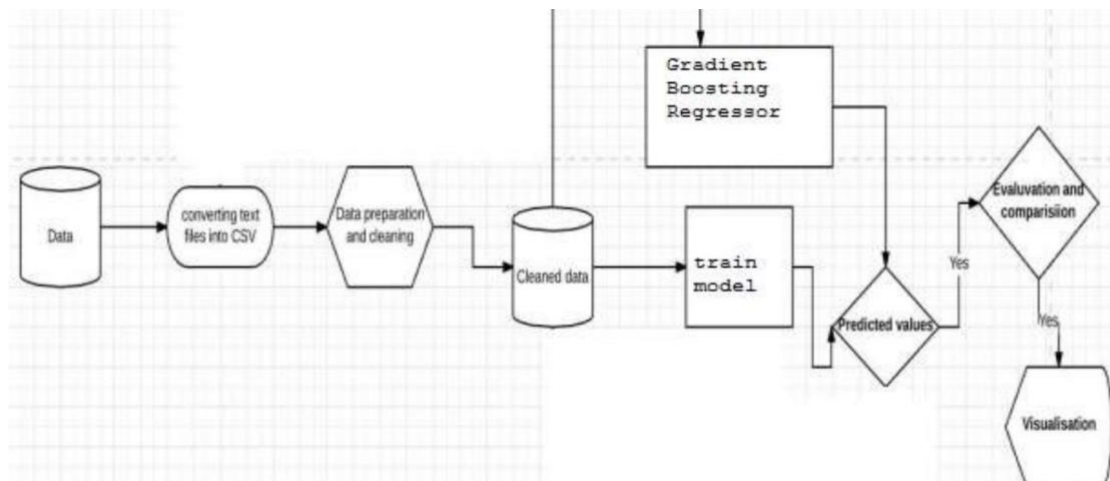 Gradient
Boosting
Regressor
Data
converting text
files into CSV
Data preparation
and cleaning
Cleaned data
train
model
Predicted values
Yes
Evaluvation and
comparisiion
Yes
Visualisation